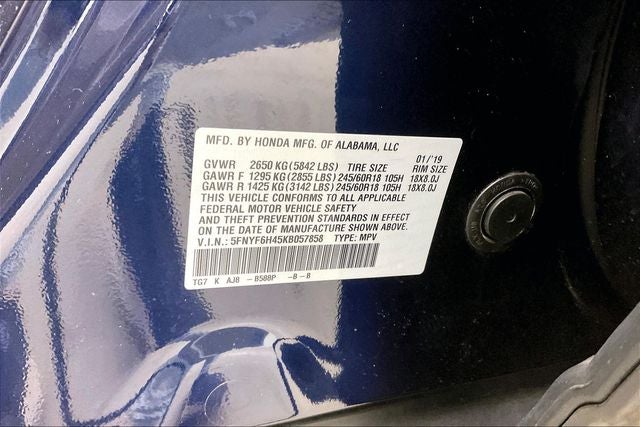 MFD. BY HONDA MFG. OF ALABAMA, LLC
GVWR 2650 KG (5842 LBS) TIRE SIZE 01/'19 RIM SIZE
GAWR F 1295 KG (2855 LBS) 245/60R18 105H 18X8.0J
GAWR R 1425 KG (3142 LBS) 245/60R18 105H 18X8.0J
THIS VEHICLE CONFORMS TO ALL APPLICABLE
FEDERAL MOTOR VEHICLE SAFETY
AND THEFT PREVENTION STANDARDS IN EFFECT
ON THE DATE OF MANUFACTURE SHOWN ABOVE.
V.I.N.: 5FNYF6H45KB057858 TYPE: MPV
TG7 K AJ8 -B588P -B-B